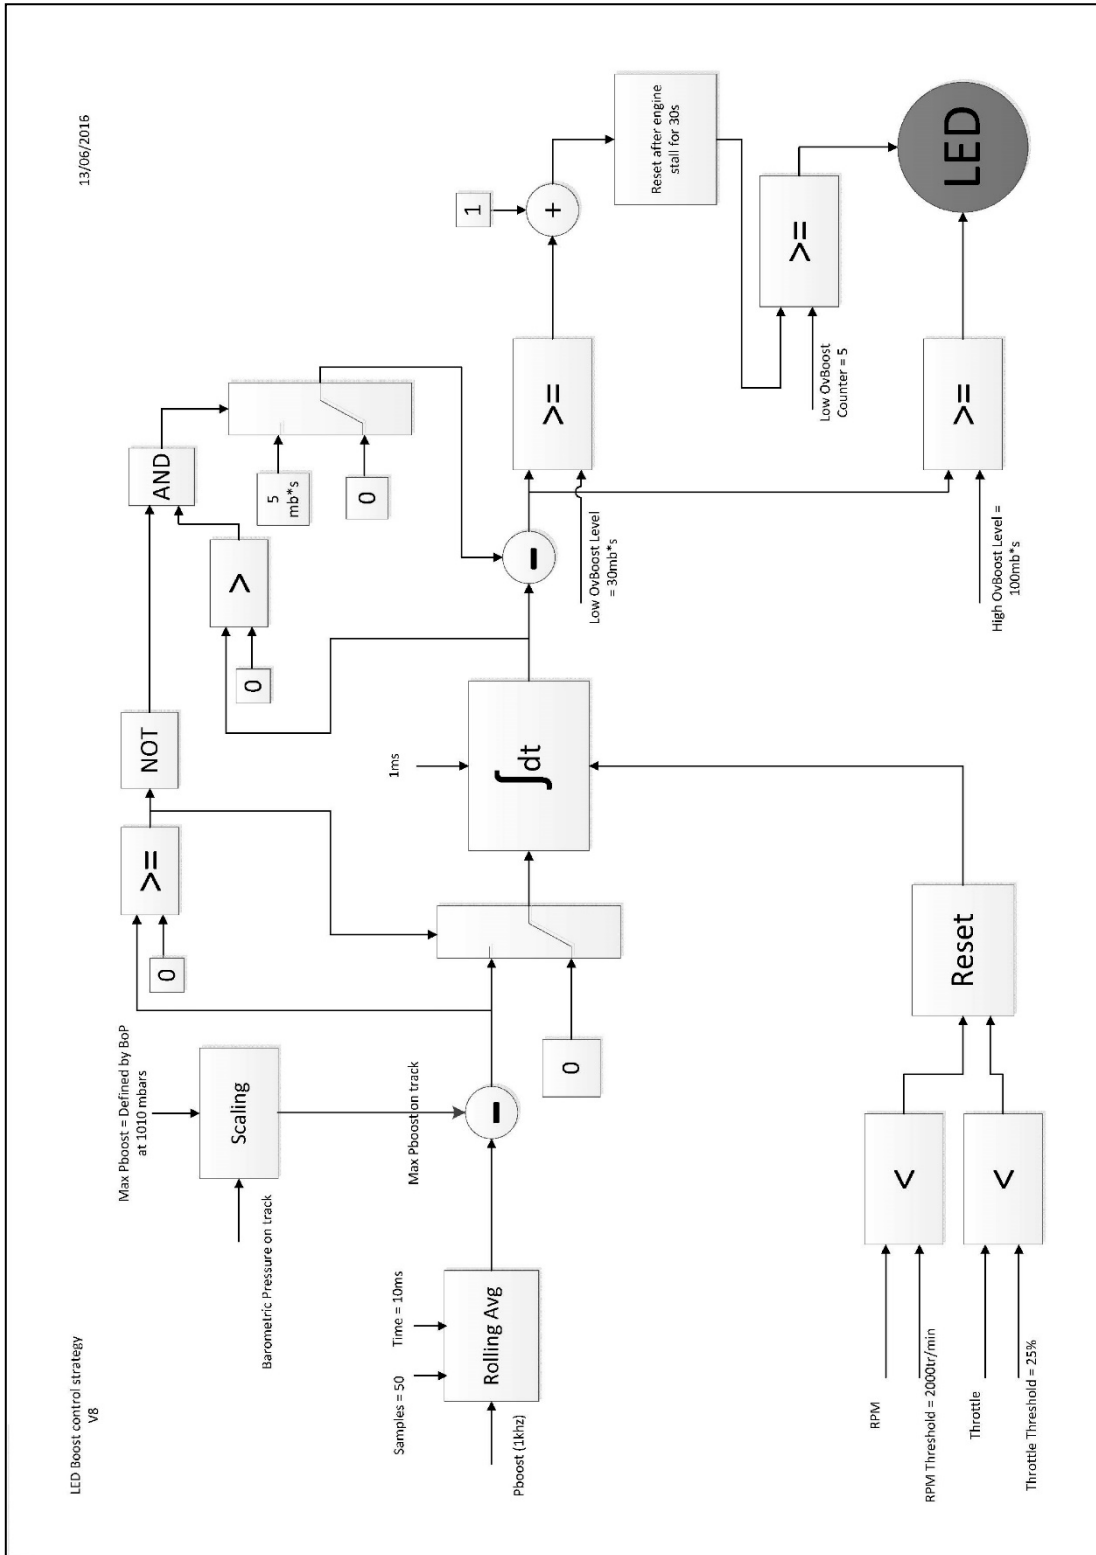 LED Boost control strategy
V8
13/06/2016
Max Pboost = Defined by BoP
at 1010 mbars
Barometric Pressure on track
Scaling
Max Pboost on track
Samples = 50
Time = 10ms
Pboost (1khz)
Rolling Avg
-
0
>=
NOT
AND
0
>
5
mb*s
0
0
1ms
∫dt
-
Low OvBoost Level
= 30mb*s
>=
1
+
Reset after engine
stall for 30s
Low OvBoost
Counter = 5
>=
High OvBoost Level =
100mb*s
>=
LED
RPM
RPM Threshold = 2000tr/min
<
Throttle
Throttle Threshold = 25%
<
Reset